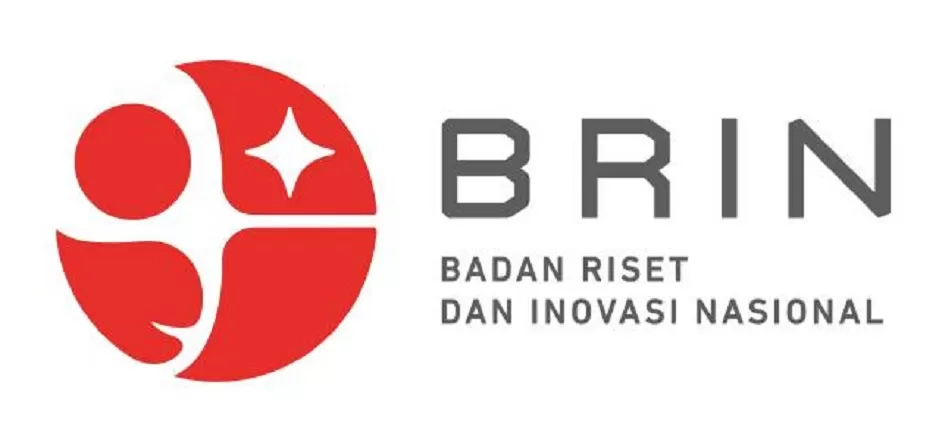 BRIN
BADAN RISET
DAN INOVASI NASIONAL